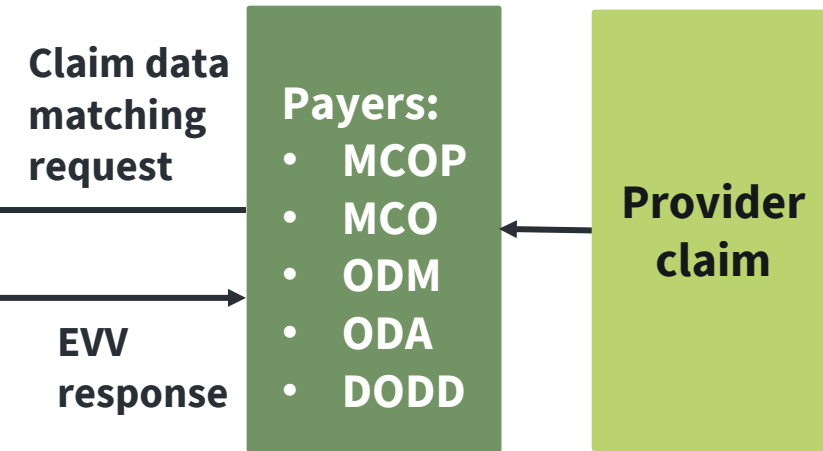 Claim data
matching
request
EVV
response
Payers:
• MCOP
• MCO
• ODM
• ODA
• DODD
Provider
claim